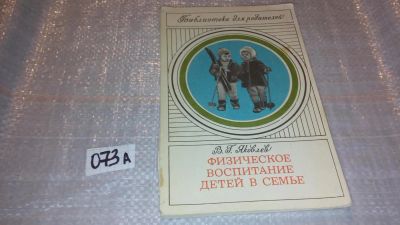 Библиотека для родителей
073 А
В. Г. Яковлев
ФИЗИЧЕСКОЕ
ВОСПИТАНИЕ
ДЕТЕЙ В СЕМЬЕ